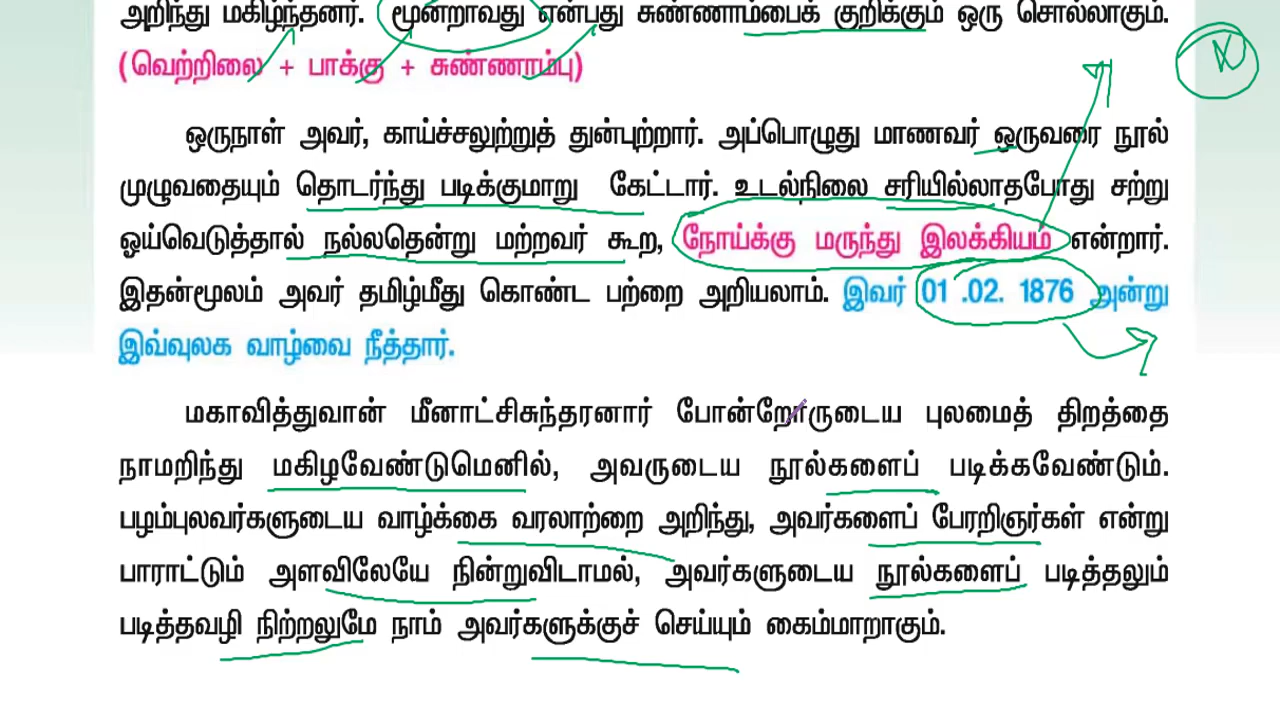 அறிந்து மகிழ்ந்தனர். மூன்றாவது என்பது சுண்ணாம்பைக் குறிக்கும் ஒரு சொல்லாகும்.
(வெற்றிலை + பாக்கு + சுண்ணாம்பு)
ஒருநாள் அவர், காய்ச்சலுற்றுத் துன்புற்றார். அப்பொழுது மாணவர் ஒருவரை நூல்
முழுவதையும் தொடர்ந்து படிக்குமாறு கேட்டார். உடல்நிலை சரியில்லாதபோது சற்று
ஓய்வெடுத்தால் நல்லதென்று மற்றவர் கூற, நோய்க்கு மருந்து இலக்கியம் என்றார்.
இதன்மூலம் அவர் தமிழ்மீது கொண்ட பற்றை அறியலாம். இவர் 01 .02. 1876 அன்று
இவ்வுலக வாழ்வை நீத்தார்.
மகாவித்துவான் மீனாட்சிசுந்தரனார் போன்றோருடைய புலமைத் திறத்தை
நாமறிந்து மகிழவேண்டுமெனில், அவருடைய நூல்களைப் படிக்கவேண்டும்.
பழம்புலவர்களுடைய வாழ்க்கை வரலாற்றை அறிந்து, அவர்களைப் பேரறிஞர்கள் என்று
பாராட்டும் அளவிலேயே நின்றுவிடாமல், அவர்களுடைய நூல்களைப் படித்தலும்
படித்தவழி நிற்றலுமே நாம் அவர்களுக்குச் செய்யும் கைம்மாறாகும்.